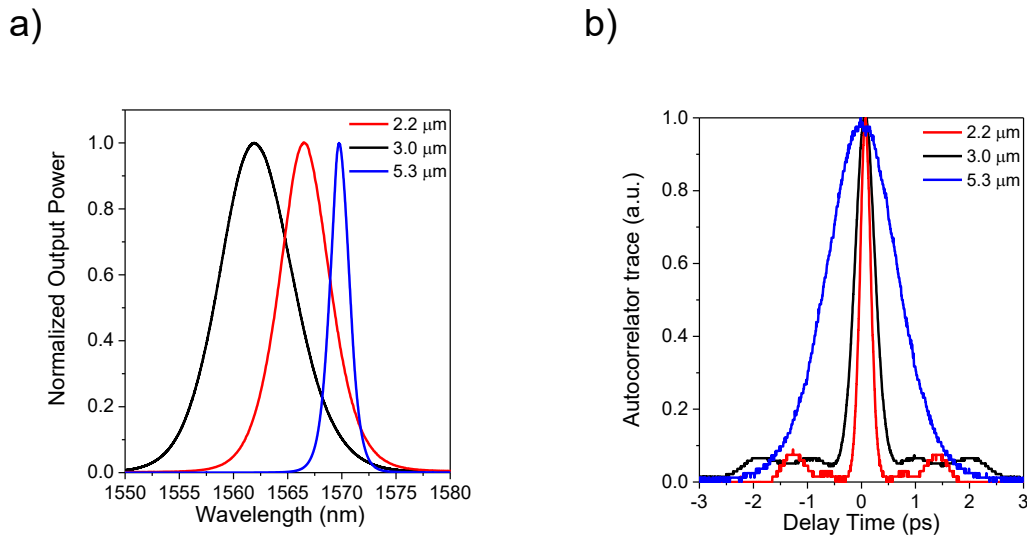 a)
Normalized Output Power
1.0
0.8
0.6
0.4
0.2
0.0
2.2 μm
3.0 μm
5.3 μm
1550 1555 1560 1565 1570 1575 1580
Wavelength (nm)
b)
Autocorrelator trace (a.u.)
1.0
0.8
0.6
0.4
0.2
0.0
2.2 μm
3.0 μm
5.3 μm
-3 -2 -1 0 1 2 3
Delay Time (ps)